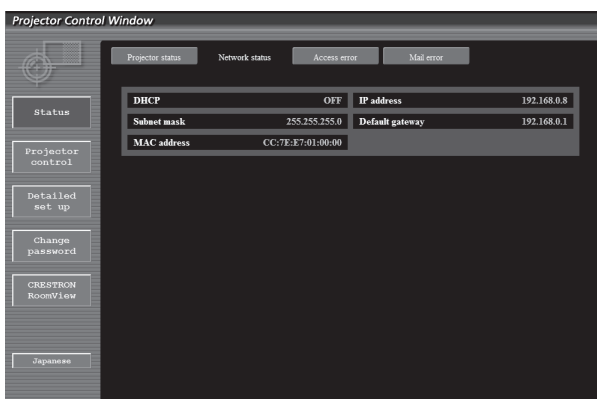 Projector Control Window
Projector status Network status Access error Mail error
DHCP OFF IP address 192.168.0.8
Subnet mask 255.255.255.0 Default gateway 192.168.0.1
MAC address CC:7E:E7:01:00:00
Status
Projector
control
Detailed
set up
Change
password
CRESTRON
RoomView
Japanese